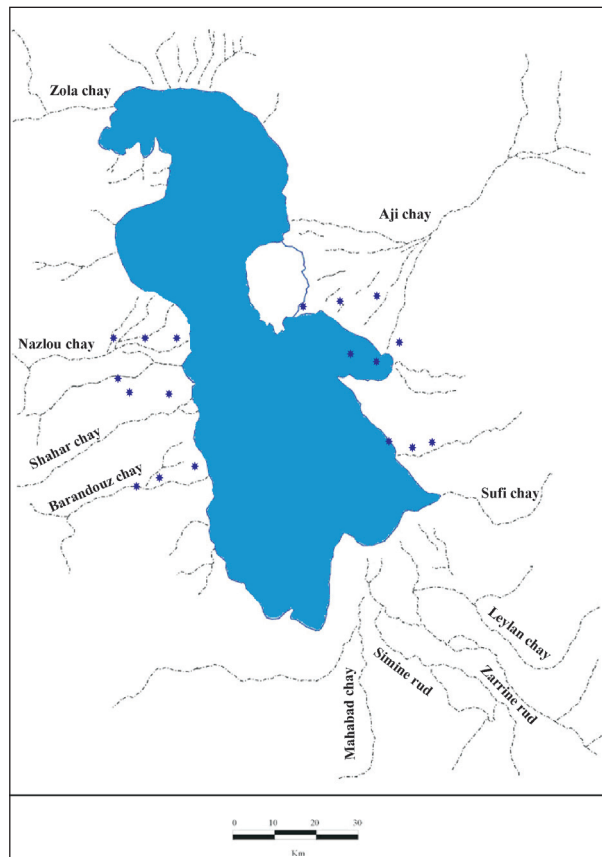 Zola chay
Aji chay
Nazlou chay
Shahar chay
Barandouz chay
Sufi chay
Leylan chay
Zarrine rud
Simine rud
Mahabad chay
0 10 20 30
Km